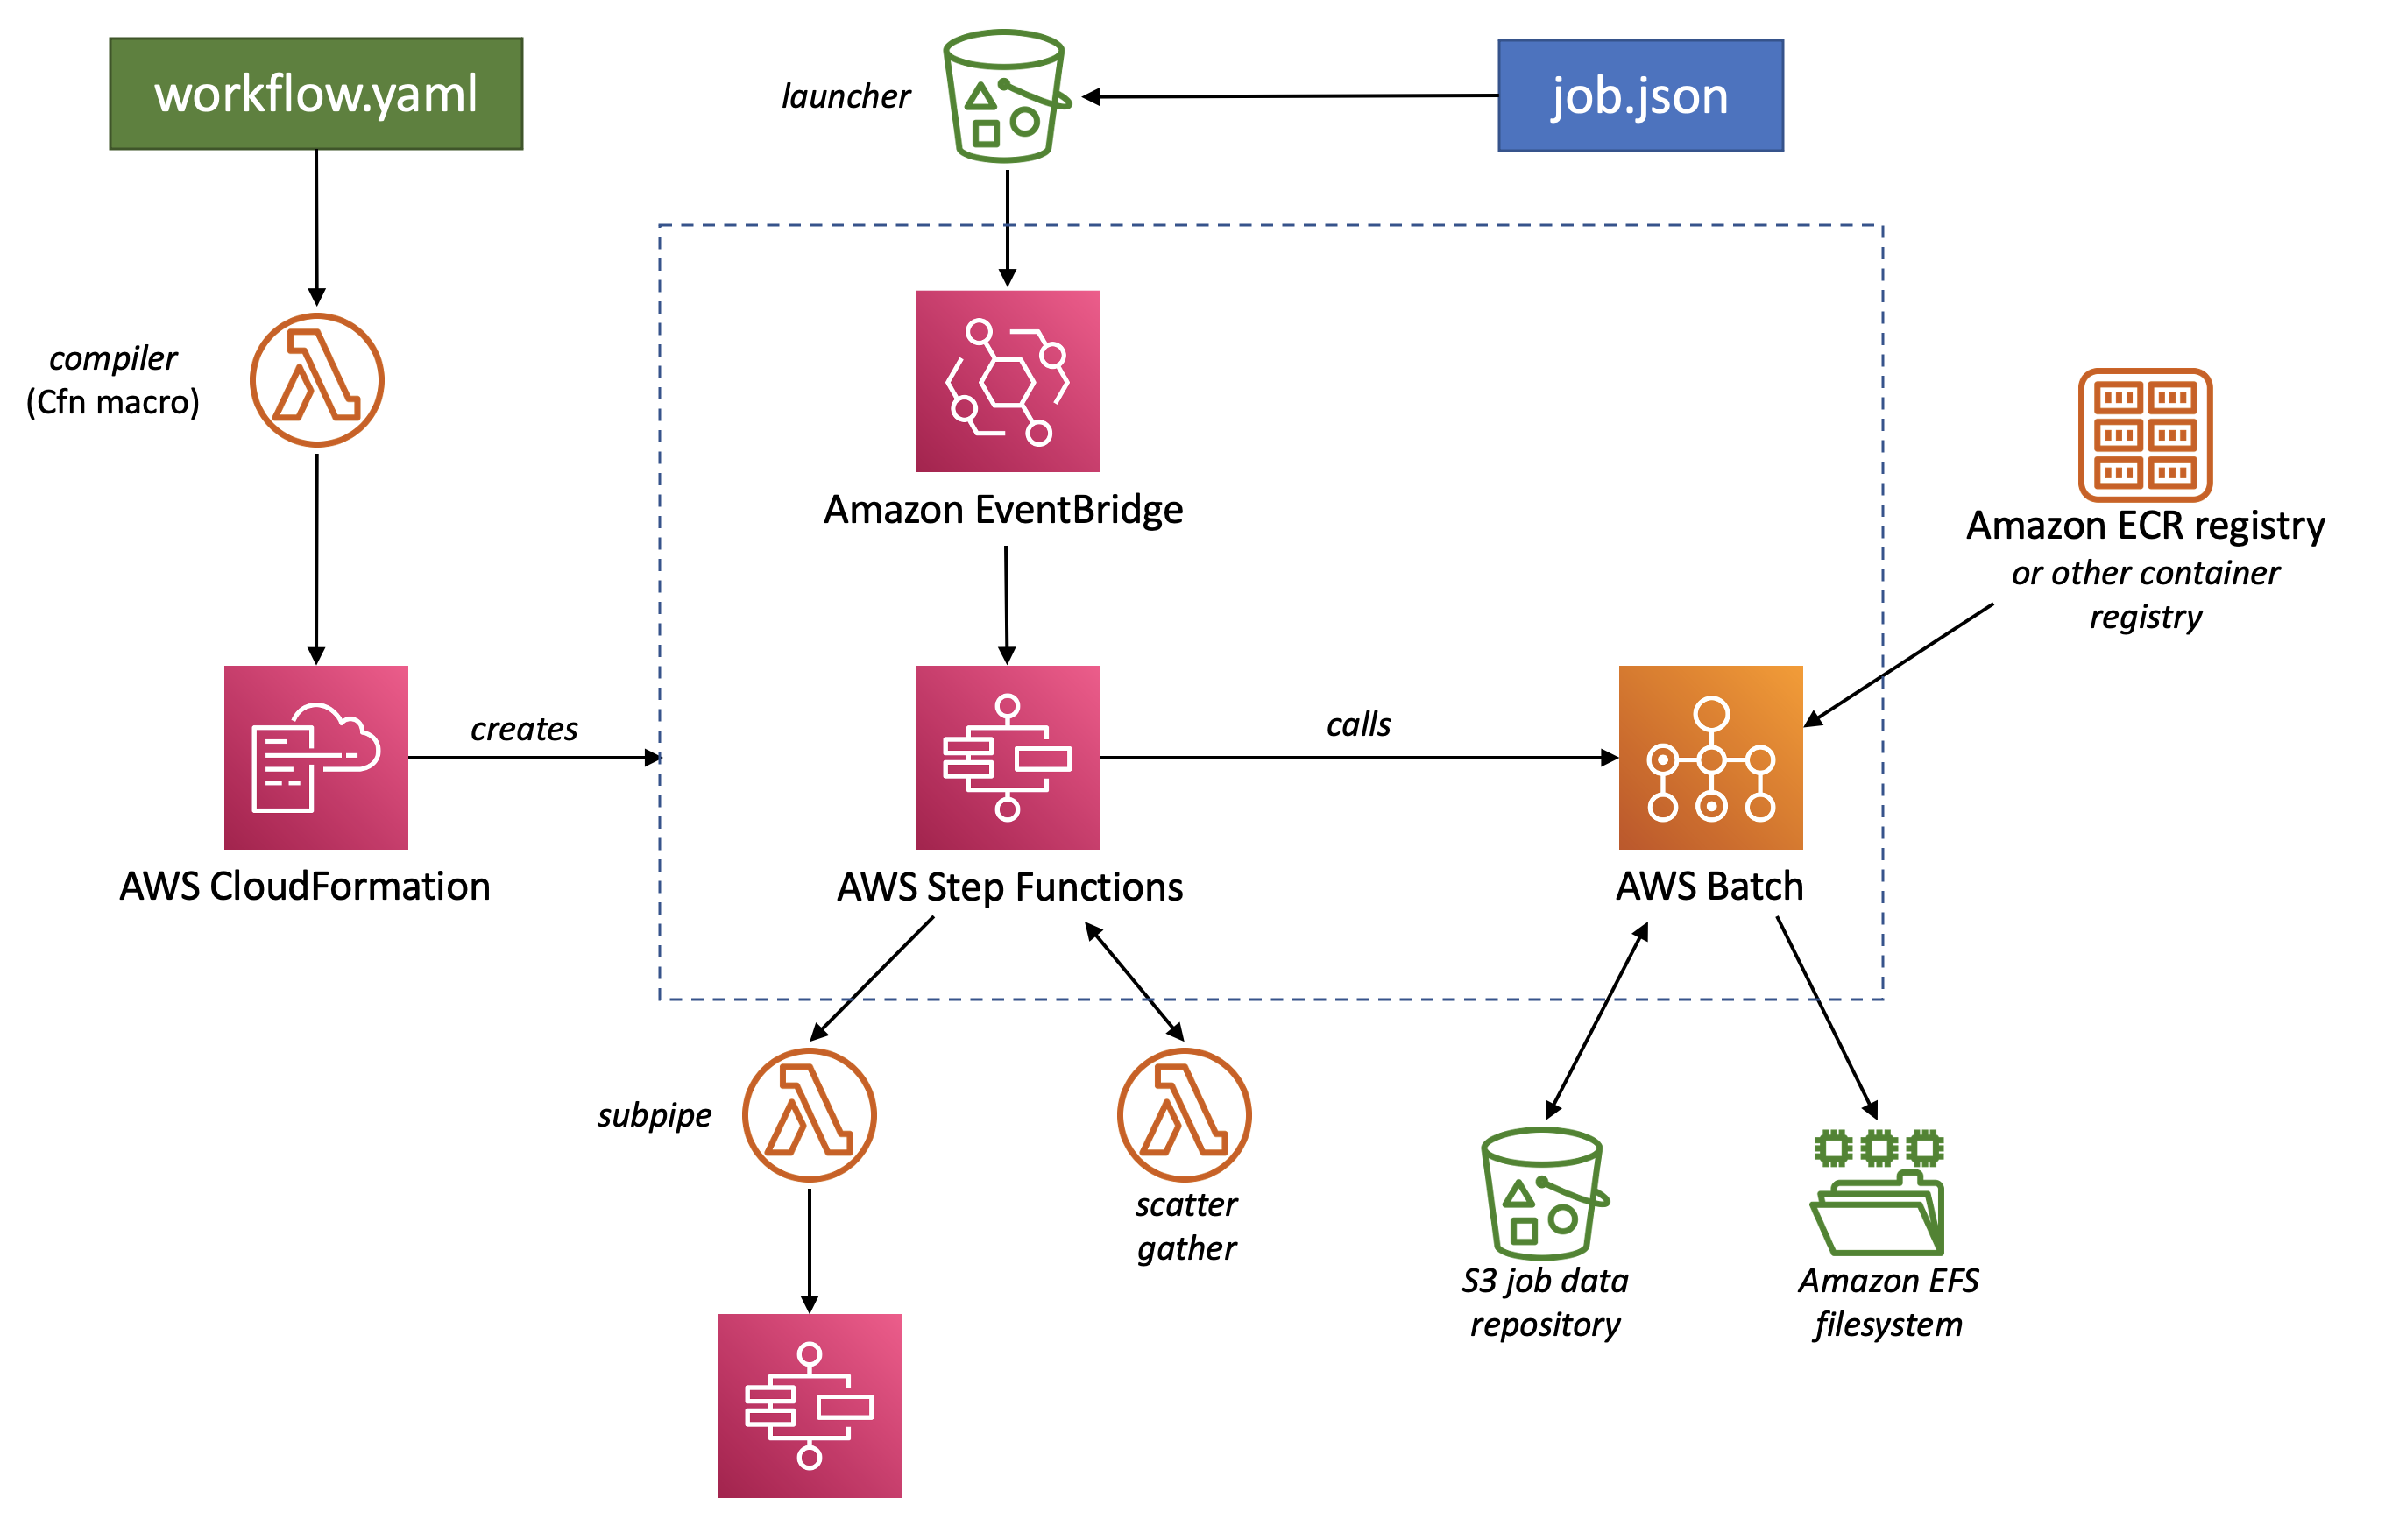 workflow.yaml
launcher
job.json
compiler
(Cfn macro)
Amazon EventBridge
Amazon ECR registry
or other container
registry
creates
calls
AWS CloudFormation
AWS Step Functions
AWS Batch
subpipe
scatter
gather
S3 job data
repository
Amazon EFS
filesystem